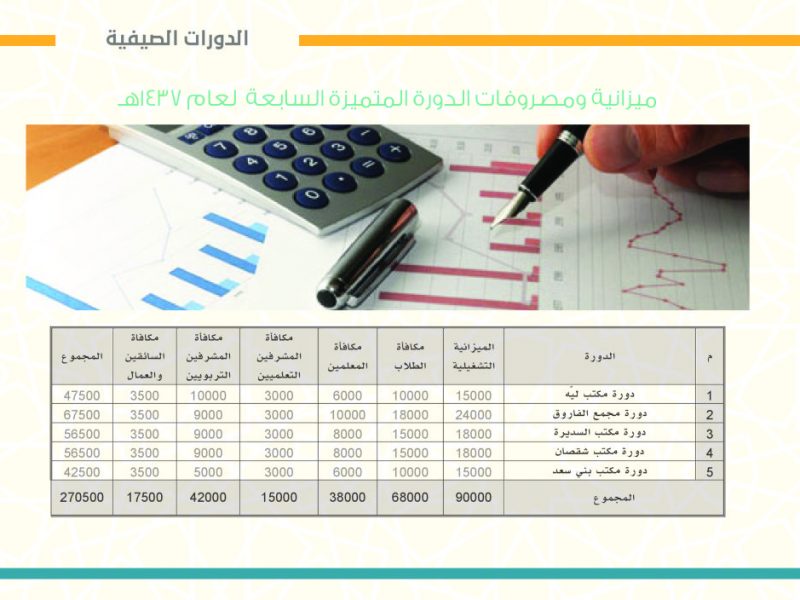 الدورات الصيفية
ميزانية ومصروفات الدورة المتميزة السابعة لعام ١٤٣٧هـ
م الدورة الميزانية التشغيلية مكافأة الطلاب مكافأة المعلمين مكافأة المشرفين التعلميين مكافأة المشرفين التربويين مكافاة السائقين والعمال المجموع
1 دورة مكتب ليّه 15000 10000 6000 3000 10000 3500 47500
2 دورة مجمع الفاروق 24000 18000 10000 3000 9000 3500 67500
3 دورة مكتب السديرة 18000 15000 8000 3000 9000 3500 56500
4 دورة مكتب شقصان 18000 15000 8000 3000 9000 3500 56500
5 دورة مكتب بني سعد 15000 10000 6000 3000 5000 3500 42500
المجموع 90000 68000 38000 15000 42000 17500 270500